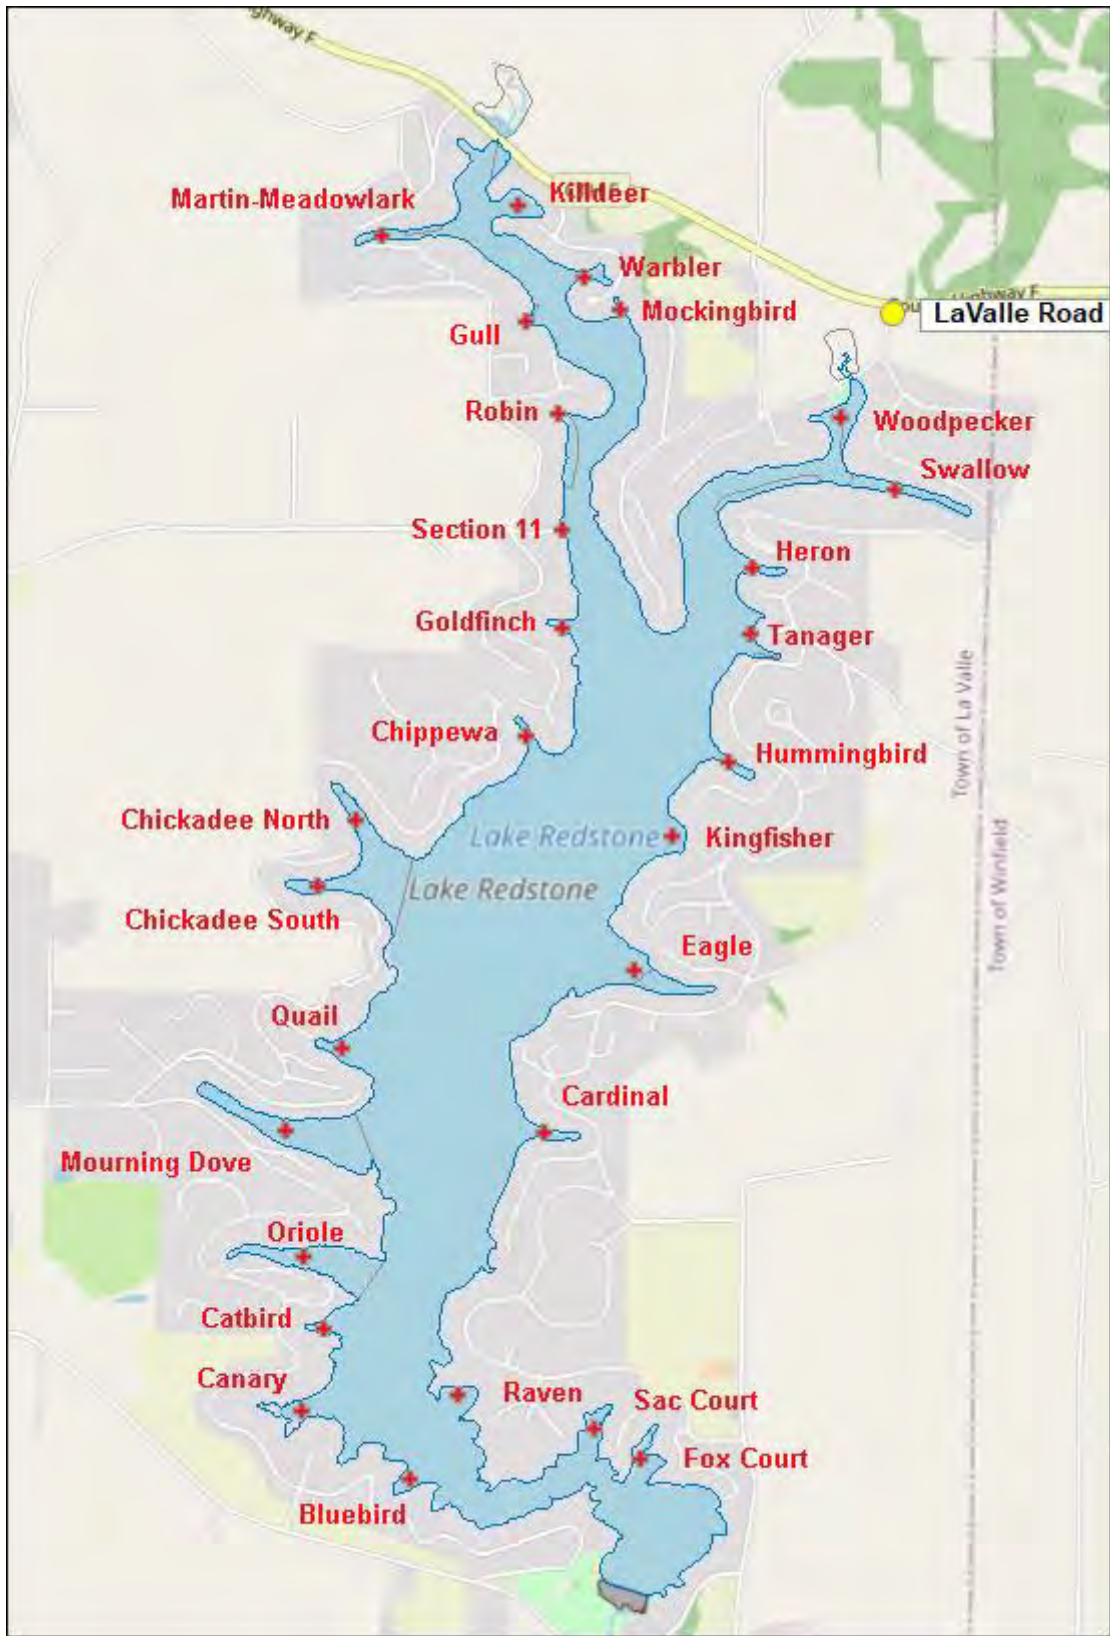 Highway F
Martin-Meadowlark
Killdeer
Warbler
Mockingbird
LaValle Road
Gull
Robin
Woodpecker
Swallow
Section 11
Heron
Goldfinch
Tanager
Town of La Valle
Chippewa
Hummingbird
Chickadee North
Lake Redstone
Kingfisher
Town of Winfield
Lake Redstone
Chickadee South
Eagle
Quail
Cardinal
Mourning Dove
Oriole
Catbird
Canary
Raven
Sac Court
Fox Court
Bluebird